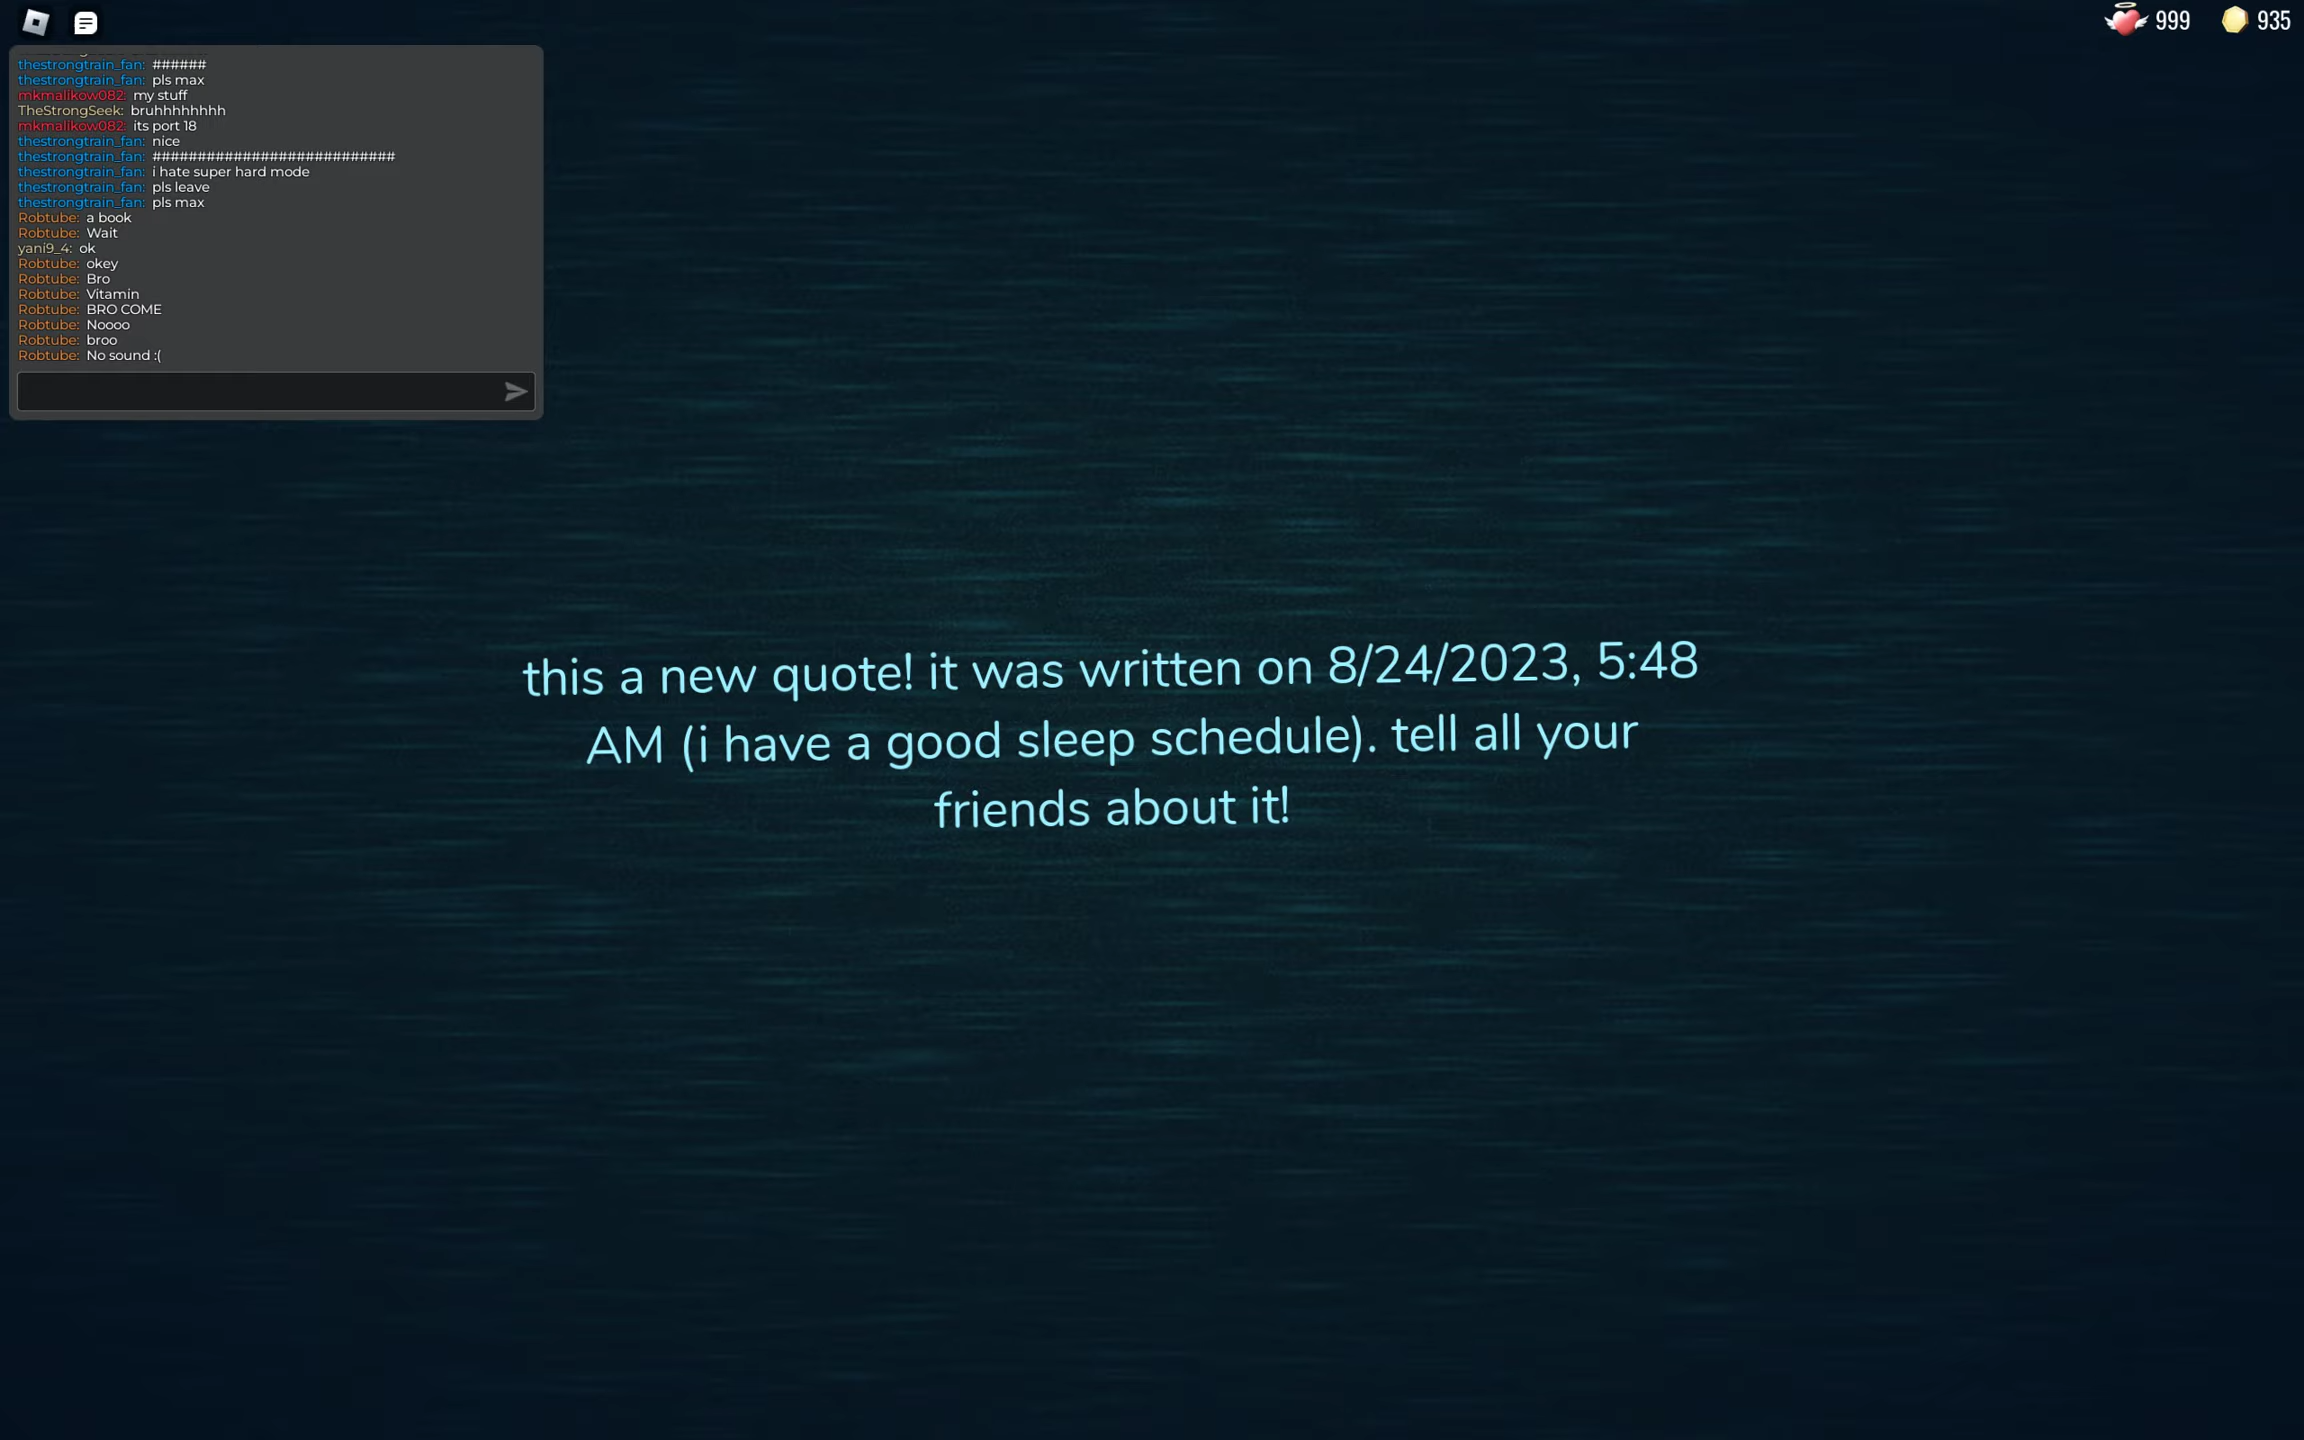 999
935
thestrongtrain_fan: ######
thestrongtrain_fan: pls max
mkmalikow082: my stuff
TheStrongSeek: bruhhhhhhhh
mkmalikow082: its port 18
thestrongtrain_fan: nice
thestrongtrain_fan: ###########################
thestrongtrain_fan: i hate super hard mode
thestrongtrain_fan: pls leave
thestrongtrain_fan: pls max
Robtube: a book
Robtube: Wait
yani9_4: ok
Robtube: okey
Robtube: Bro
Robtube: Vitamin
Robtube: BRO COME
Robtube: Noooo
Robtube: broo
Robtube: No sound :(
this a new quote! it was written on 8/24/2023, 5:48
AM (i have a good sleep schedule). tell all your
friends about it!